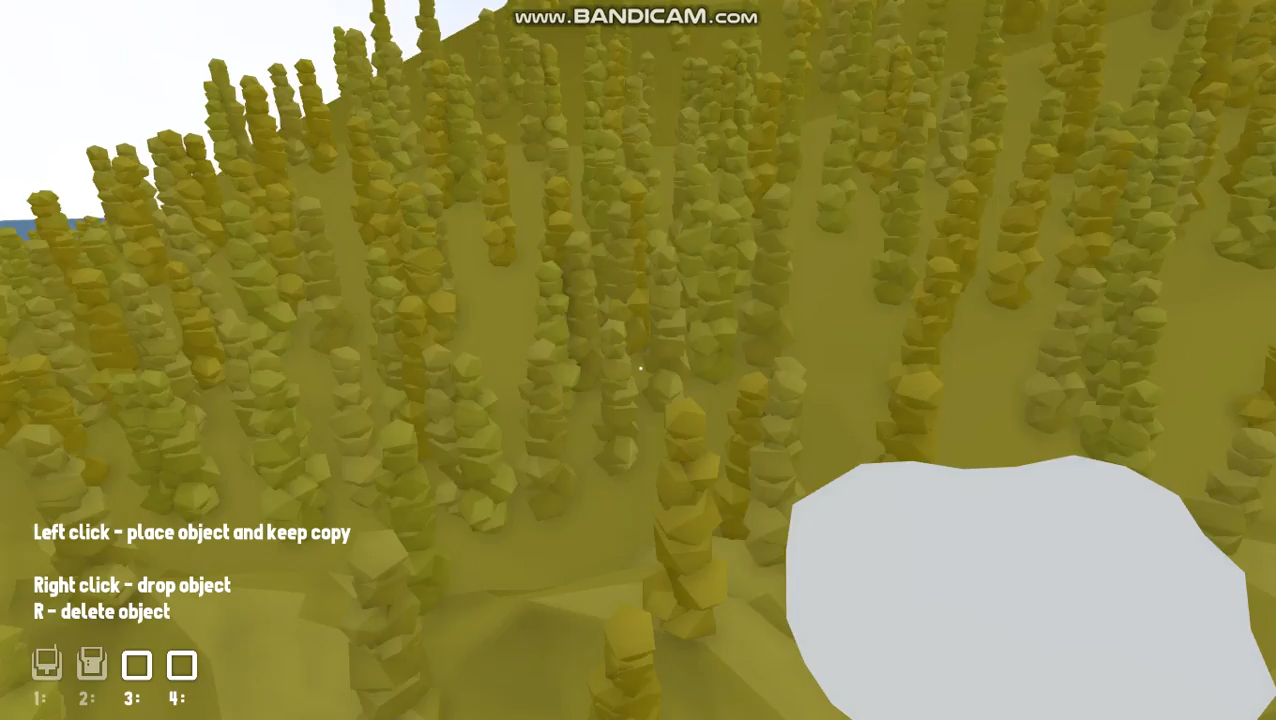 www.BANDICAM.com
Left click - place object and keep copy
Right click - drop object
R - delete object
1: 2: 3: 4: